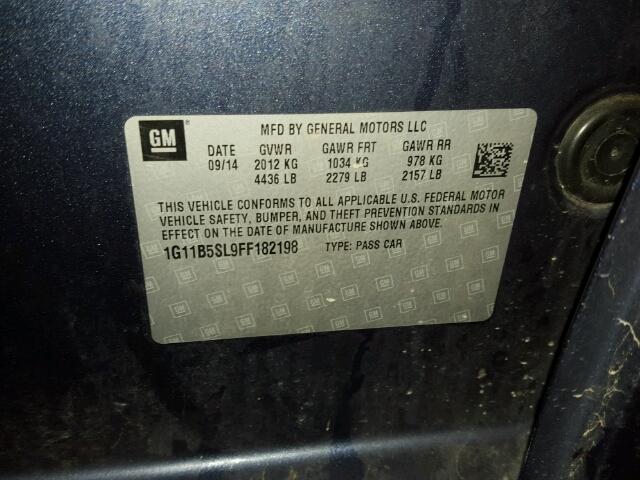 GM
MFD BY GENERAL MOTORS LLC
DATE GVWR GAWR FRT GAWR RR
09/14 2012 KG 1034 KG 978 KG
4436 LB 2279 LB 2157 LB
THIS VEHICLE CONFORMS TO ALL APPLICABLE U.S. FEDERAL MOTOR
VEHICLE SAFETY, BUMPER, AND THEFT PREVENTION STANDARDS IN
EFFECT ON THE DATE OF MANUFACTURE SHOWN ABOVE.
1G11B5SL9FF182198 TYPE: PASS CAR